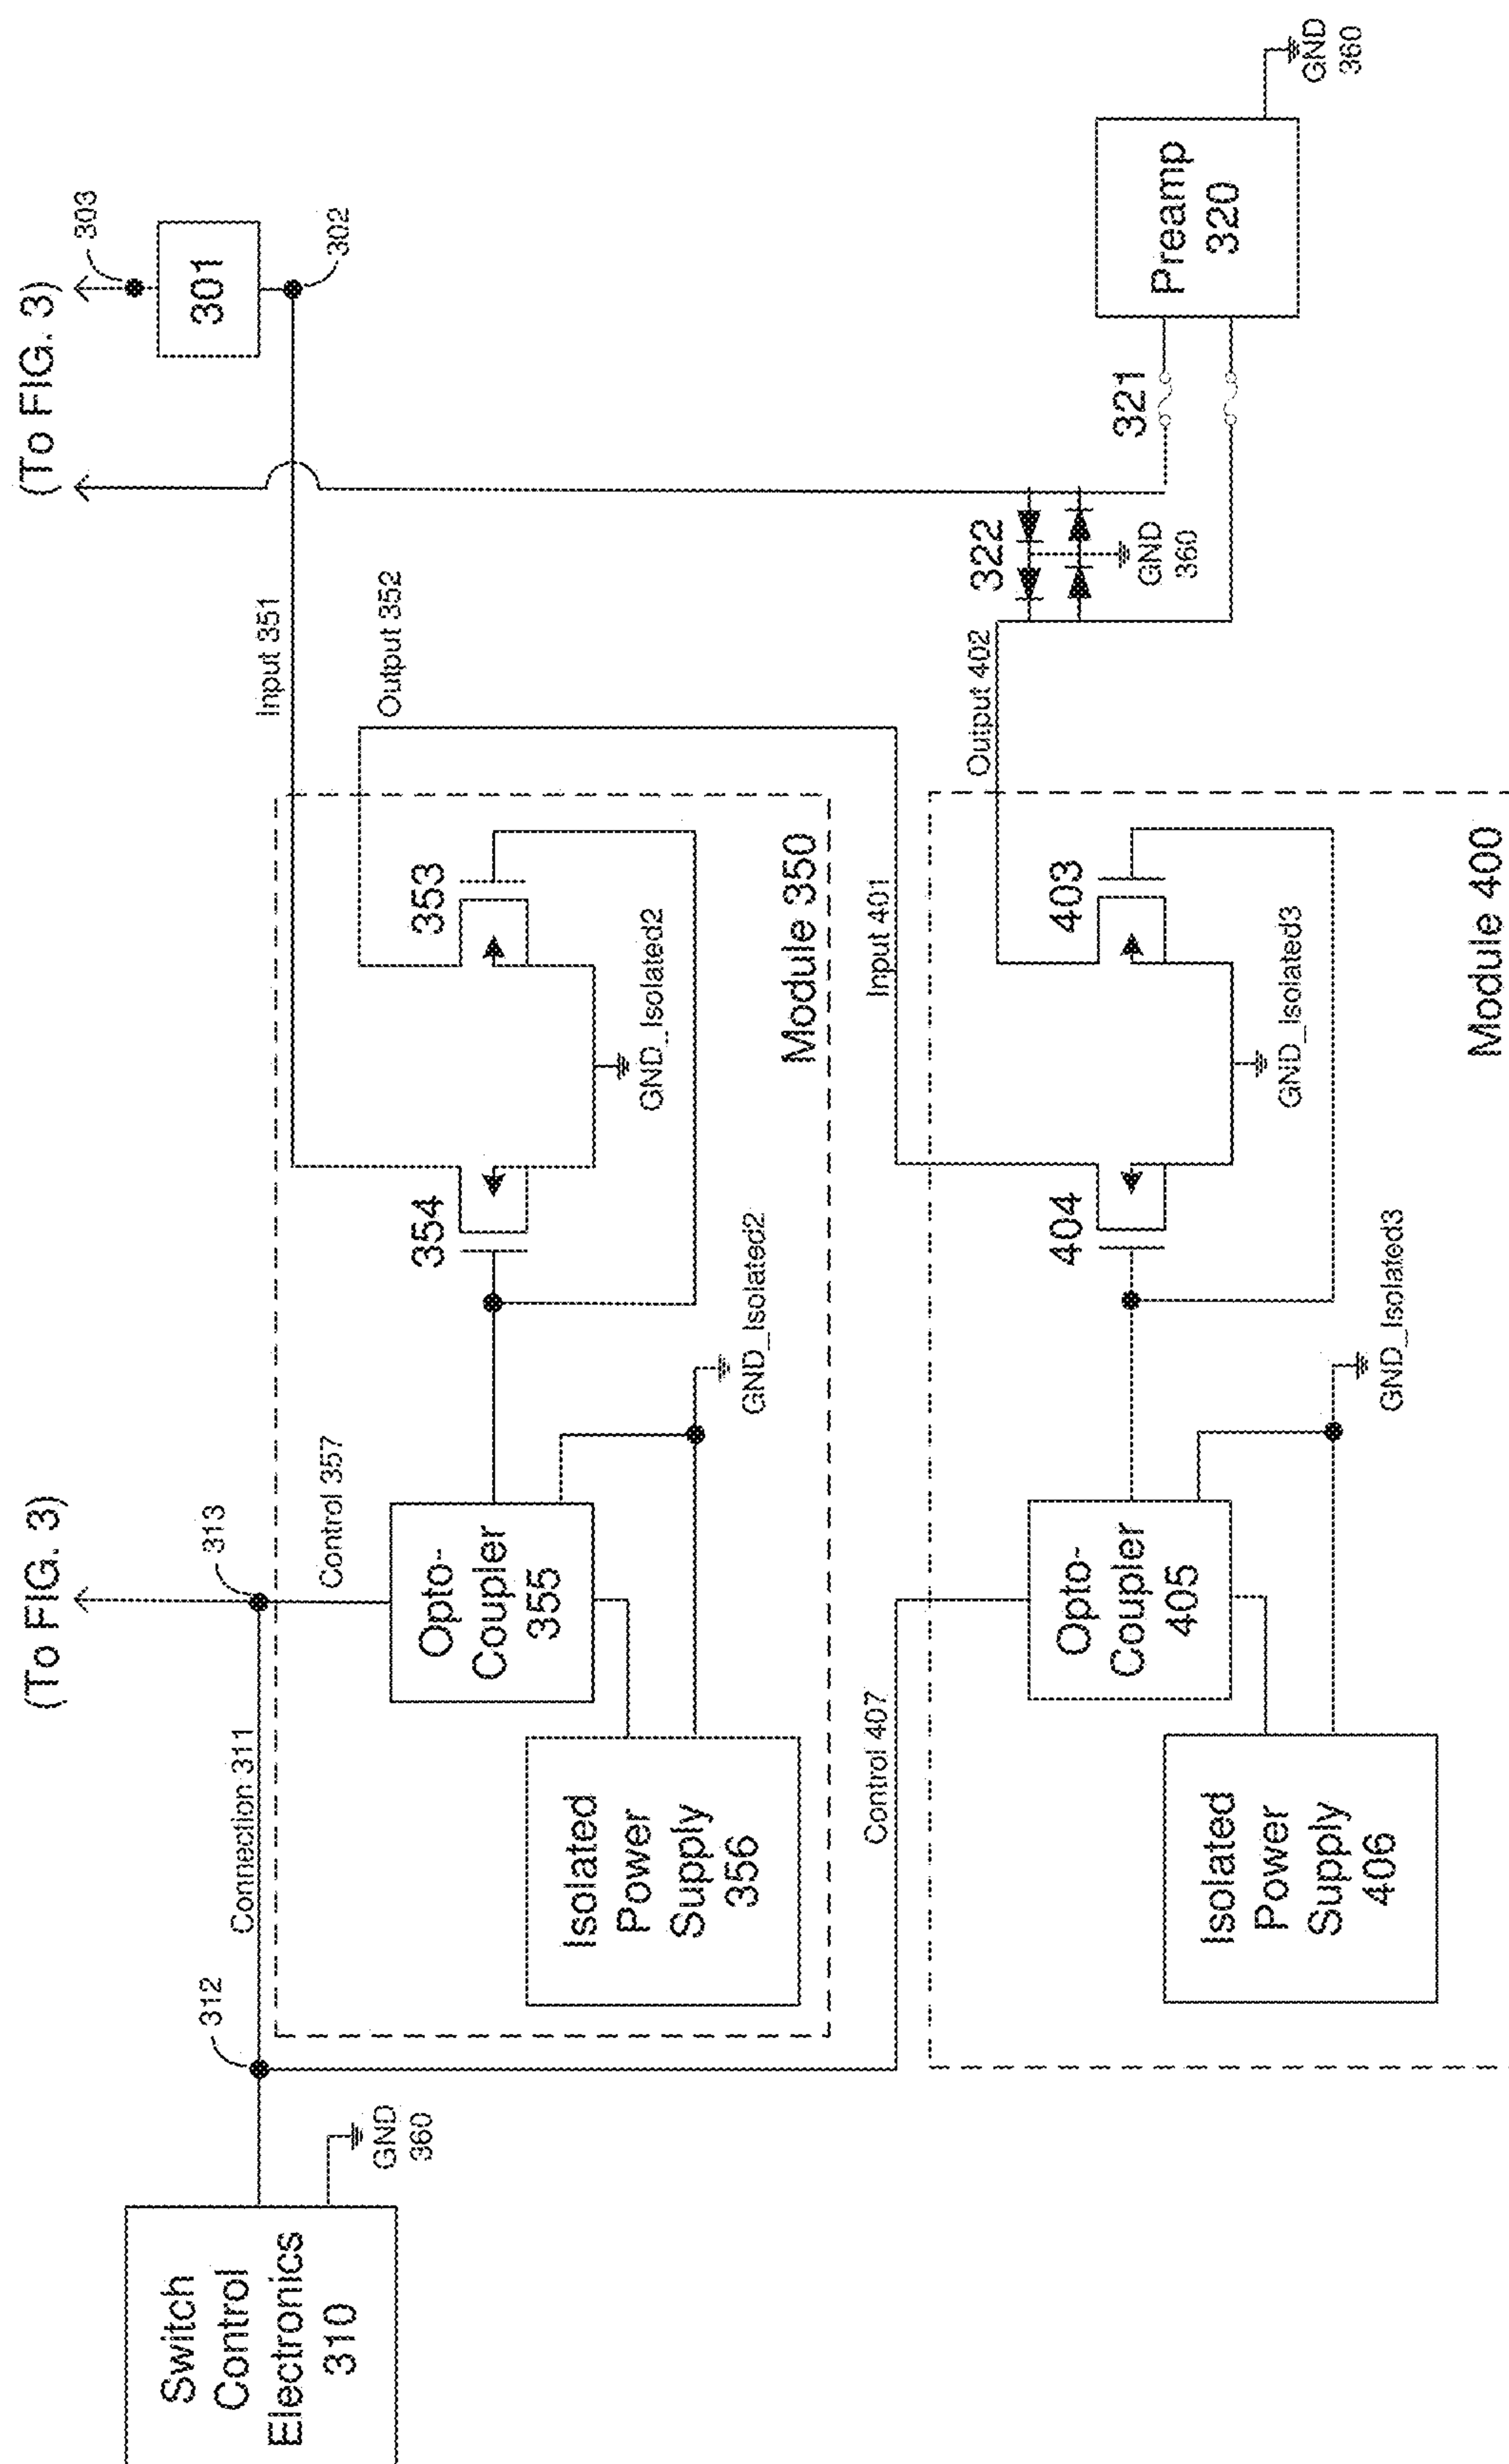 (To FIG. 3)
(To FIG. 3)
303
301
302
313
312
Connection 311
Control 357
Input 351
Output 352
Switch
Control
Electronics
310
GND
360
Opto-
Coupler
355
354
353
GND_Isolated2
GND_Isolated2
Isolated
Power
Supply
356
Module 350
Control 407
Input 401
Output 402
322
GND
360
321
Preamp
320
GND
360
Opto-
Coupler
405
404
403
GND_Isolated3
GND_Isolated3
Isolated
Power
Supply
406
Module 400